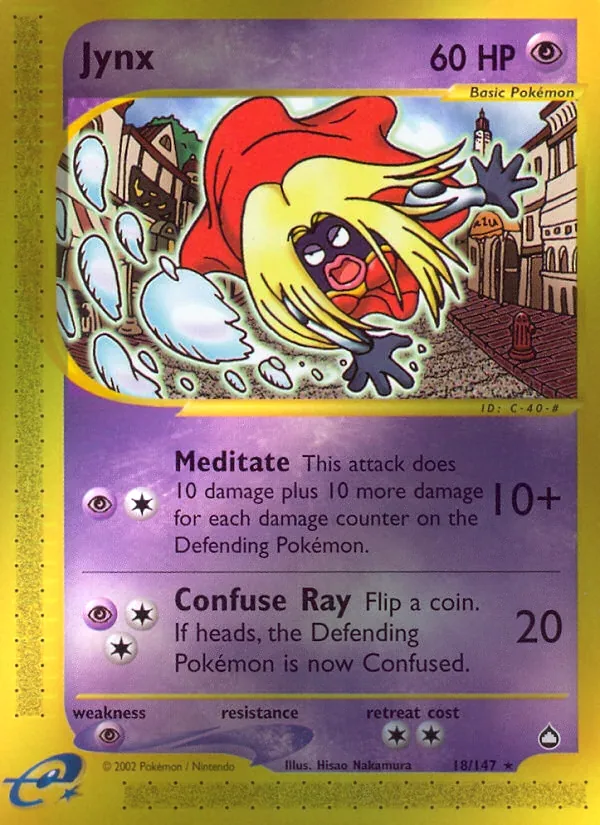 Jynx
60 HP
Basic Pokémon
ID: C-40-#
Meditate This attack does
10 damage plus 10 more damage
for each damage counter on the
Defending Pokémon.
10+
Confuse Ray Flip a coin.
If heads, the Defending
Pokémon is now Confused.
20
weakness
resistance
retreat cost
© 2002 Pokémon / Nintendo
Illus. Hisao Nakamura
18/147 ★
e